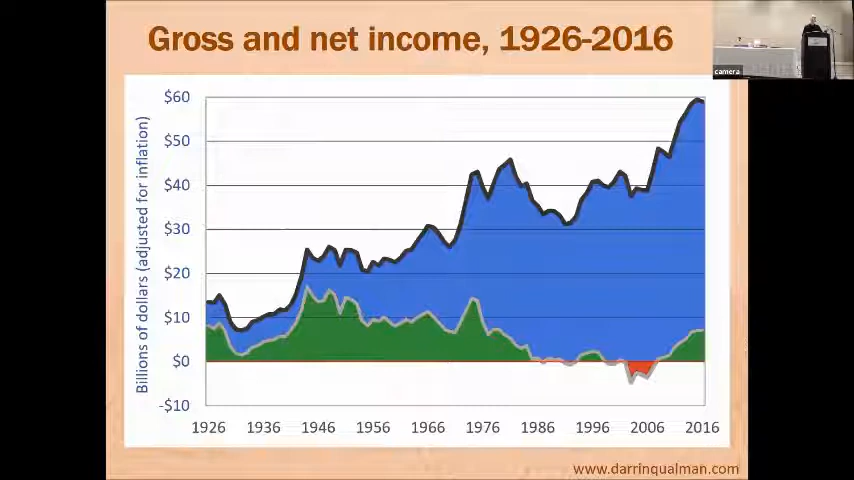 Gross and net income, 1926-2016
camera
Billions of dollars (adjusted for inflation)
$60
$50
$40
$30
$20
$10
$0
-$10
1926 1936 1946 1956 1966 1976 1986 1996 2006 2016
www.darrinqualman.com